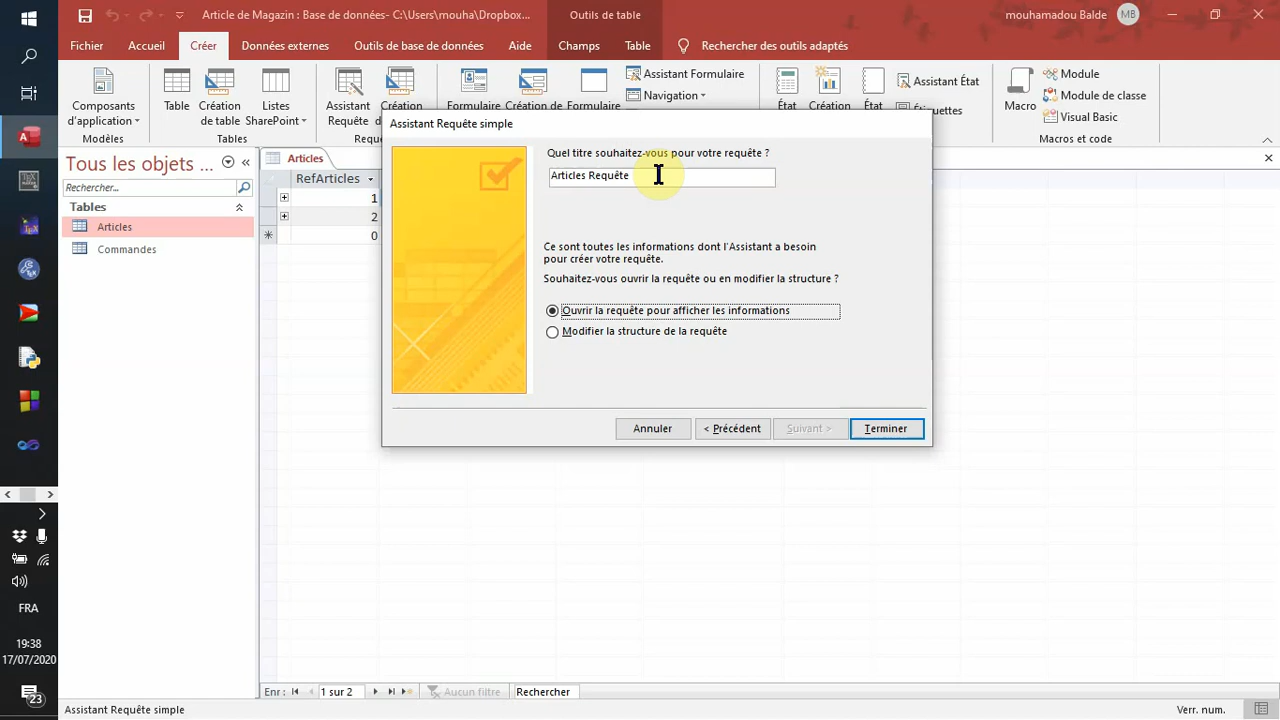 Article de Magazin : Base de données- C:\Users\mouha\Dropbox...
Outils de table
mouhamadou Balde
MB
Fichier
Accueil
Créer
Données externes
Outils de base de données
Aide
Champs
Table
Rechercher des outils adaptés
Composants d'application
Modèles
Table
Création de table
Listes SharePoint
Tables
Assistant Requête
Création
Formulaire
Création de
Formulaire
Assistant Formulaire
Navigation
État
Création
État
Assistant État
Macro
Module
Module de classe
Visual Basic
Macros et code
Tous les objets ...
Rechercher...
Tables
Articles
Commandes
Articles
RefArticles
1
2
0
Assistant Requête simple
Quel titre souhaitez-vous pour votre requête ?
Articles Requête
Ce sont toutes les informations dont l'Assistant a besoin
pour créer votre requête.
Souhaitez-vous ouvrir la requête ou en modifier la structure ?
Ouvrir la requête pour afficher les informations
Modifier la structure de la requête
Annuler
< Précédent
Suivant >
Terminer
FRA
19:38
17/07/2020
23
Enr :
1 sur 2
Aucun filtre
Rechercher
Assistant Requête simple
Verr. num.